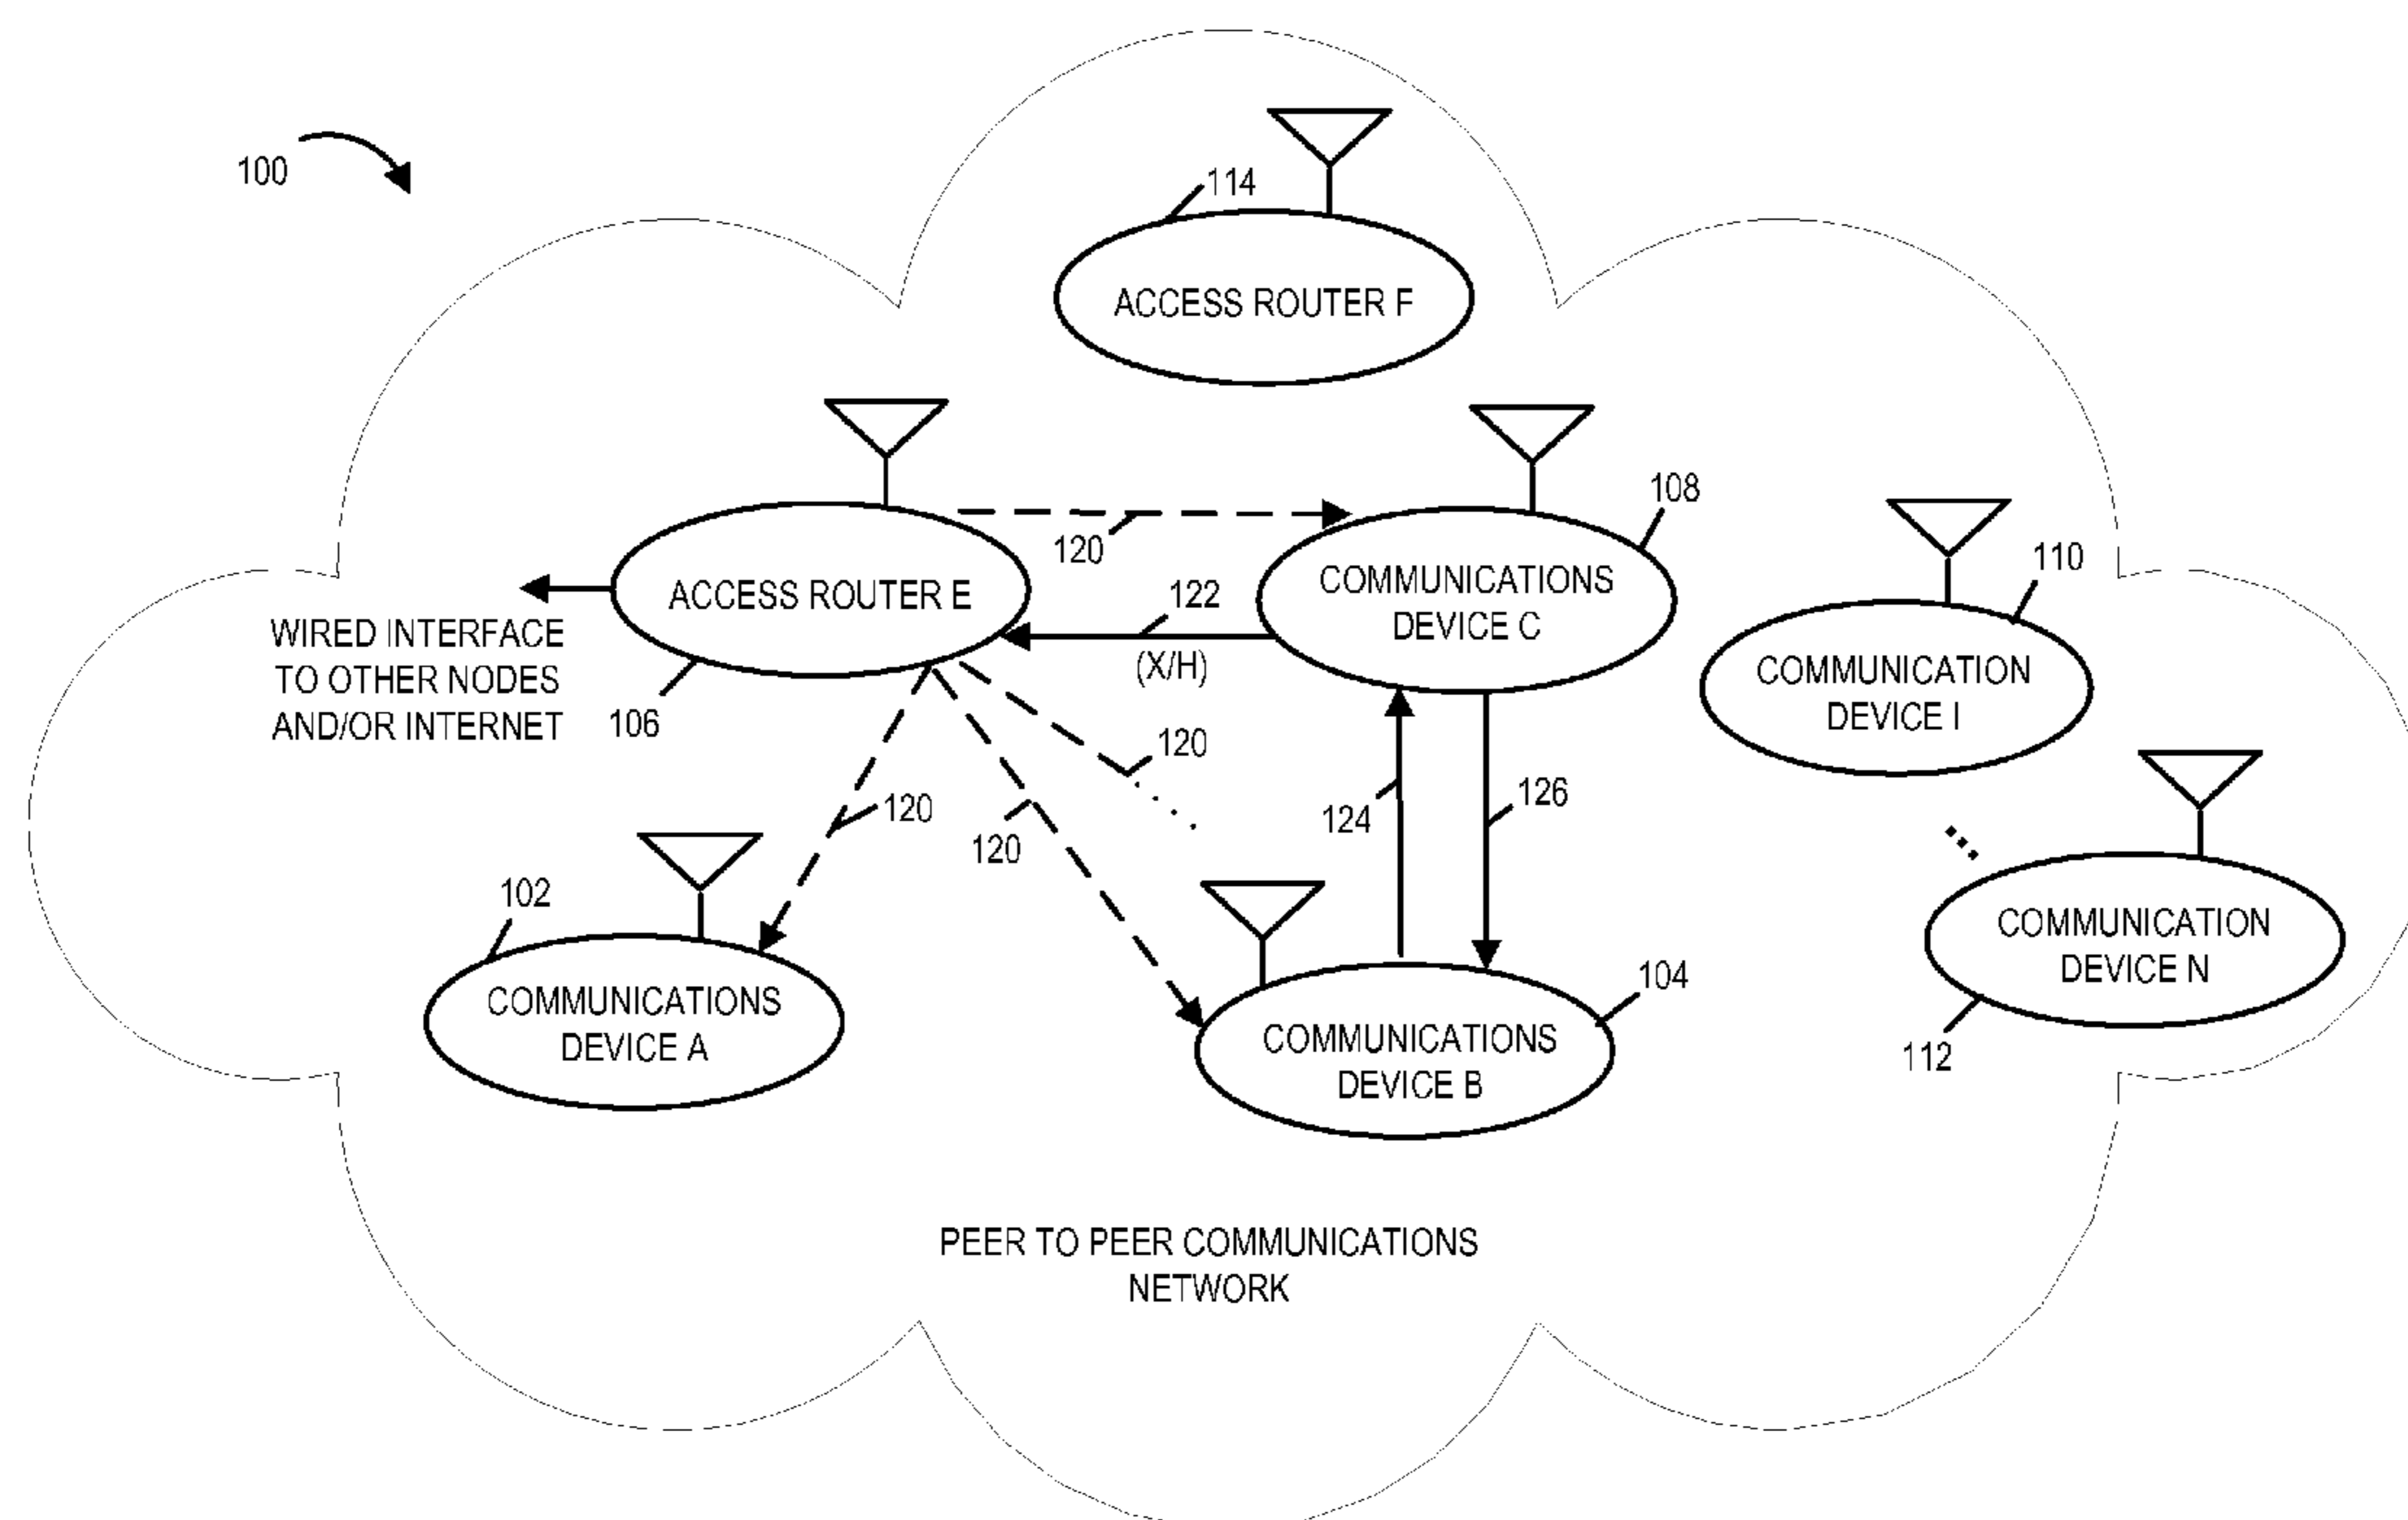 100
114
ACCESS ROUTER F
108
120
110
ACCESS ROUTER E
COMMUNICATIONS
DEVICE C
122
(X/H)
WIRED INTERFACE
TO OTHER NODES
AND/OR INTERNET
106
COMMUNICATION
DEVICE I
120
120
120
124
126
102
COMMUNICATIONS
DEVICE A
104
COMMUNICATIONS
DEVICE B
COMMUNICATION
DEVICE N
112
PEER TO PEER COMMUNICATIONS
NETWORK